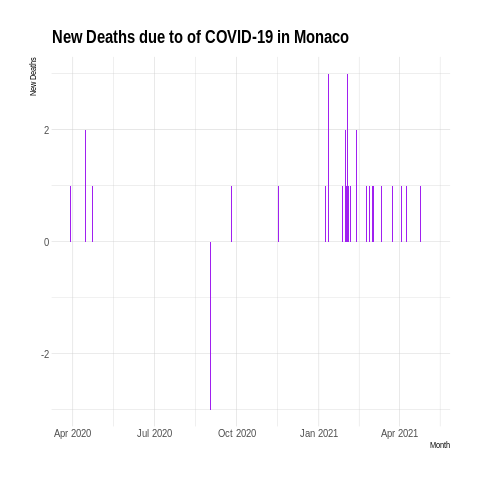 New Deaths due to of COVID-19 in Monaco
New Deaths
2
0
-2
Apr 2020 Jul 2020 Oct 2020 Jan 2021 Apr 2021
Month